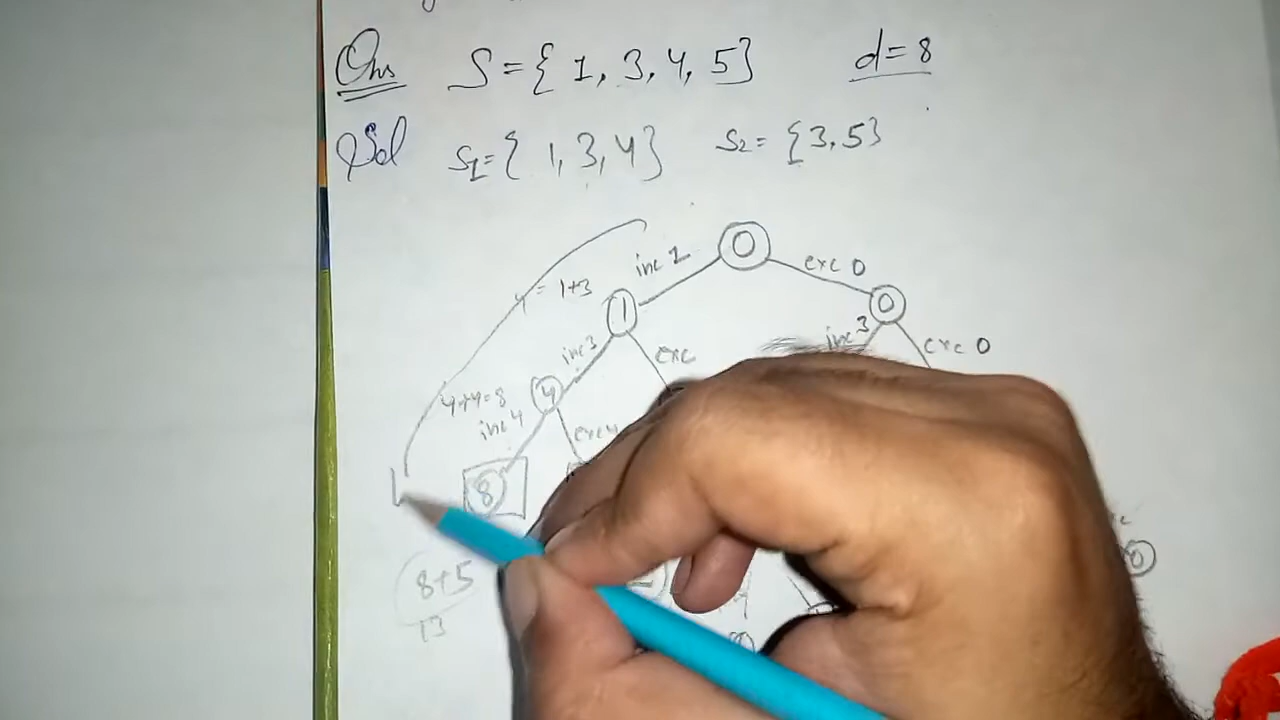 Ons S = { 1, 3, 4, 5} d = 8
Sol S1 = { 1, 3, 4} S2 = {3, 5}
0
inc 1 exc 0
4 = 1+3
1 0
inc 3 exc inc 3 exc 0
4+4=8 4
inc 4 exc 4
8
0
8+5
13